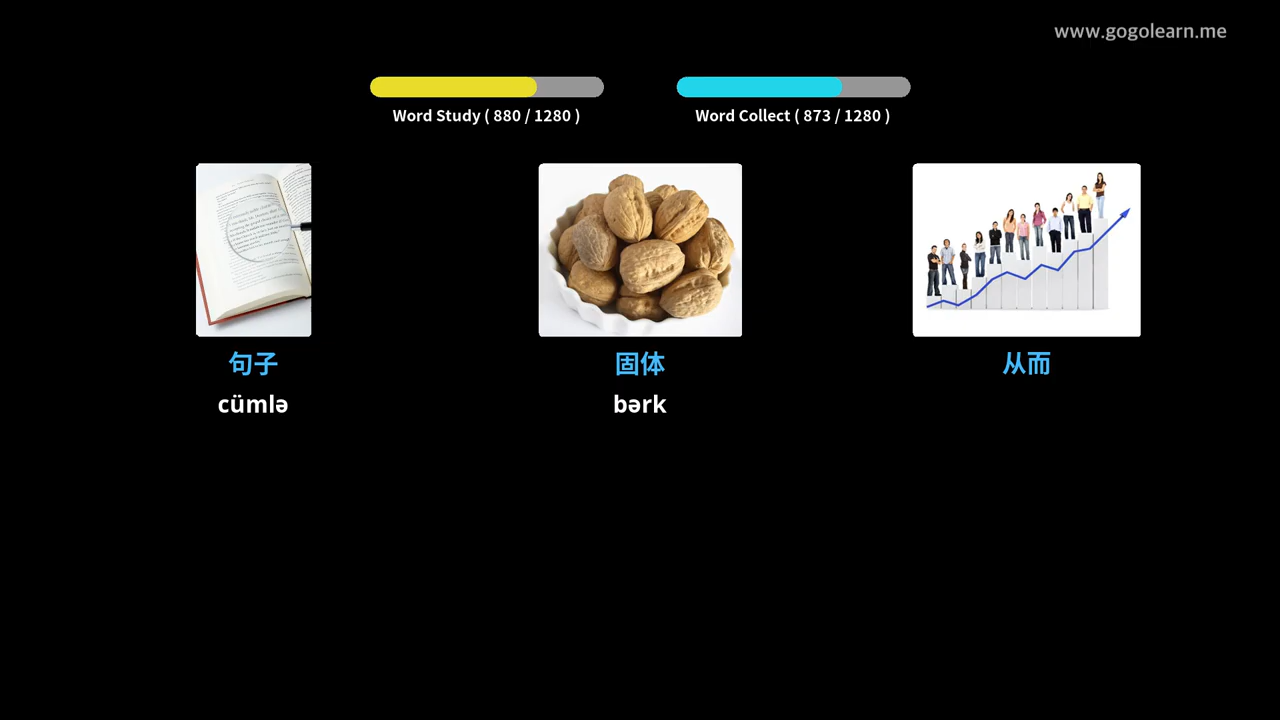 www.gogolearn.me
Word Study ( 880 / 1280 )
Word Collect ( 873 / 1280 )
句子
固体
从而
cümlə
bərk